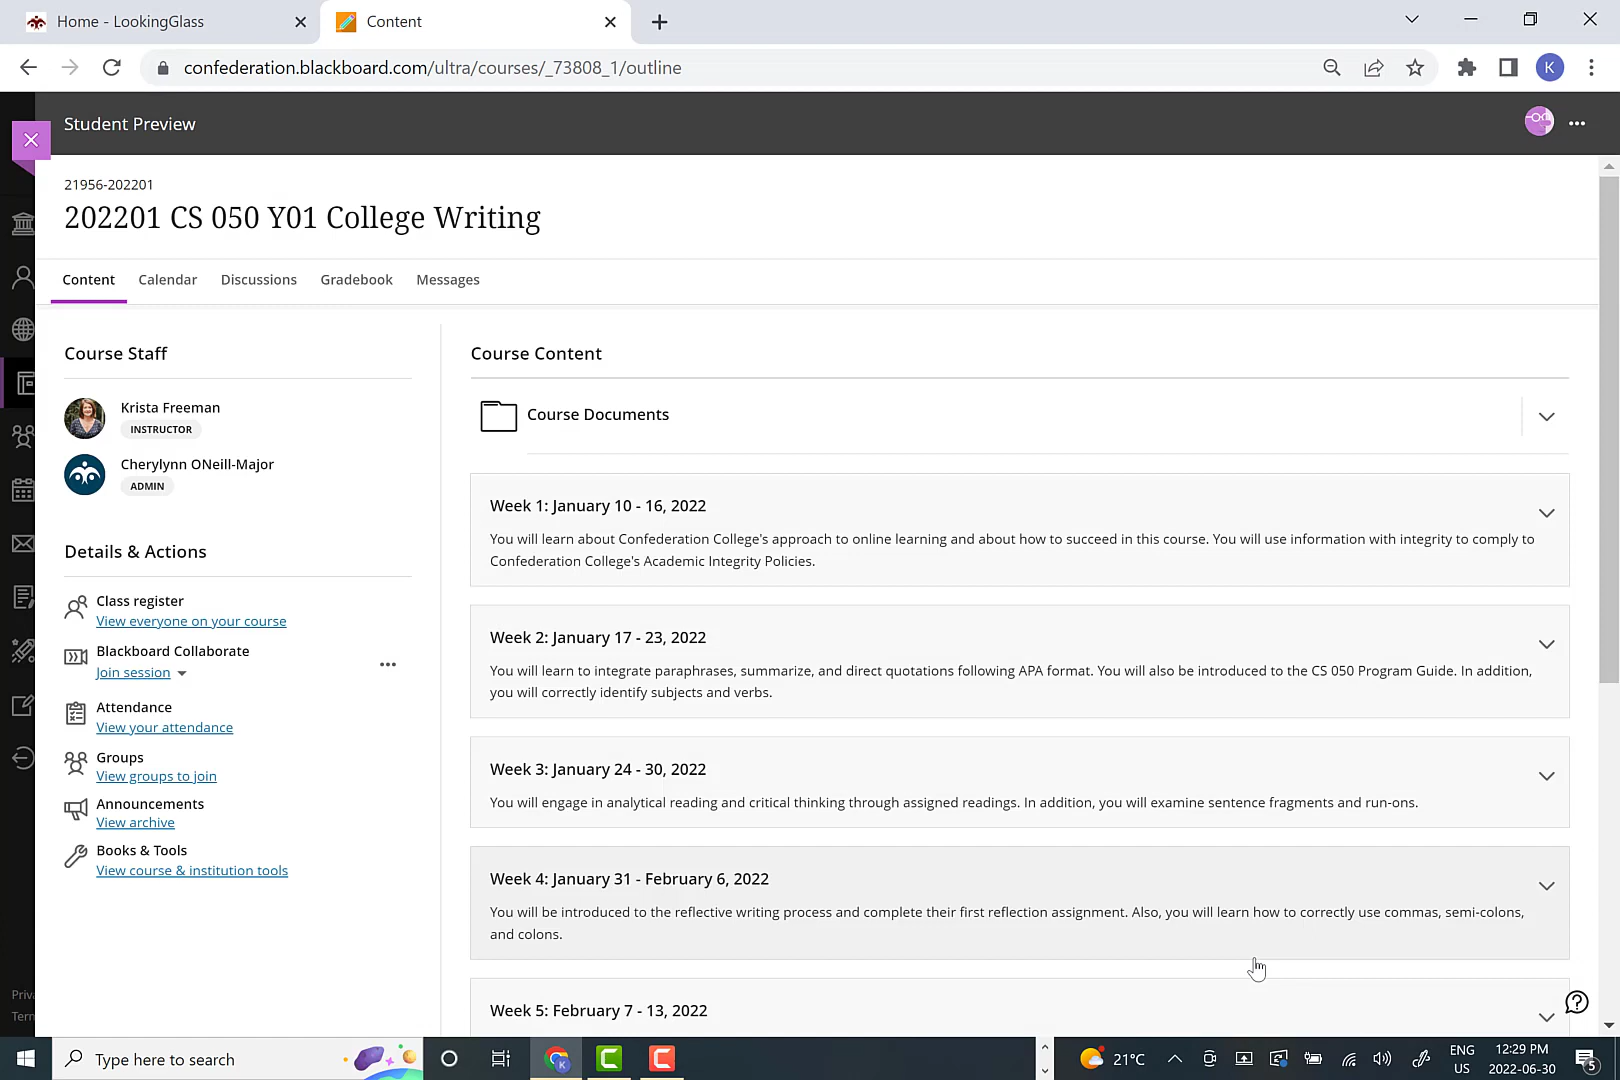 Home - LookingGlass
Content
confederation.blackboard.com/ultra/courses/_73808_1/outline
K
Student Preview
21956-202201
202201 CS 050 Y01 College Writing
Content
Calendar
Discussions
Gradebook
Messages
Course Staff
Krista Freeman
INSTRUCTOR
Cherylynn ONeill-Major
ADMIN
Details & Actions
Class register
View everyone on your course
Blackboard Collaborate
Join session
Attendance
View your attendance
Groups
View groups to join
Announcements
View archive
Books & Tools
View course & institution tools
Course Content
Course Documents
Week 1: January 10 - 16, 2022
You will learn about Confederation College's approach to online learning and about how to succeed in this course. You will use information with integrity to comply to
Confederation College's Academic Integrity Policies.
Week 2: January 17 - 23, 2022
You will learn to integrate paraphrases, summarize, and direct quotations following APA format. You will also be introduced to the CS 050 Program Guide. In addition,
you will correctly identify subjects and verbs.
Week 3: January 24 - 30, 2022
You will engage in analytical reading and critical thinking through assigned readings. In addition, you will examine sentence fragments and run-ons.
Week 4: January 31 - February 6, 2022
You will be introduced to the reflective writing process and complete their first reflection assignment. Also, you will learn how to correctly use commas, semi-colons,
and colons.
Week 5: February 7 - 13, 2022
Priva
Term
Type here to search
21°C
ENG
US
12:29 PM
2022-06-30
5